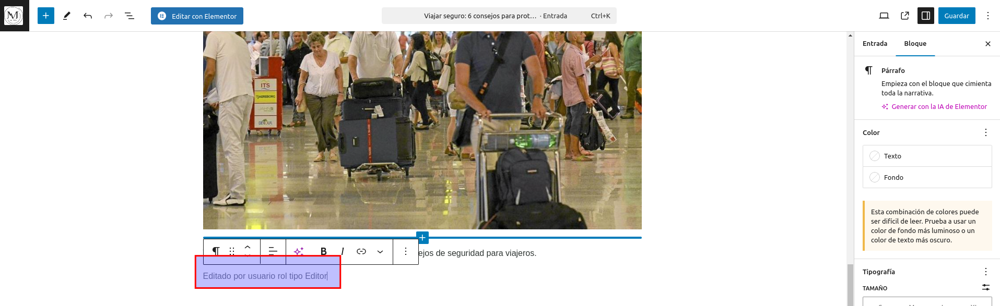 Editar con Elementor
Viajar seguro: 6 consejos para prot… · Entrada
Ctrl+K
Guardar
ITS
TJAEREBORG
JAHN
Entrada
Bloque
Párrafo
Empieza con el bloque que cimienta
toda la narrativa.
Generar con la IA de Elementor
Color
Texto
Fondo
Esta combinación de colores puede
ser difícil de leer. Prueba a usar un
color de fondo más luminoso o un
color de texto más oscuro.
B I
ejos de seguridad para viajeros.
Editado por usuario rol tipo Editor
Tipografía
TAMAÑO